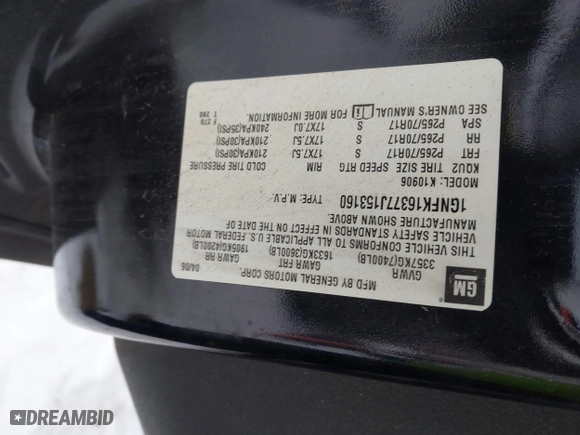 GM
MFD BY GENERAL MOTORS CORP.
04/06
GVWR GAWR FRT GAWR RR
3357KG(7400LB) 1633KG(3600LB) 1905KG(4200LB)
THIS VEHICLE CONFORMS TO ALL APPLICABLE U.S. FEDERAL MOTOR
VEHICLE SAFETY STANDARDS IN EFFECT ON THE DATE OF
MANUFACTURE SHOWN ABOVE.
1GNFK16377J153160 TYPE: M.P.V.
MODEL: K10906
KQU2 TIRE SIZE SPEED RTG RIM COLD TIRE PRESSURE
FRT P265/70R17 S 17X7.5J 210KPA(30PSI)
RR P265/70R17 S 17X7.5J 210KPA(30PSI)
SPA P265/70R17 S 17X7.0J 240KPA(35PSI)
SEE OWNER'S MANUAL FOR MORE INFORMATION.
F 270
T 280
DREAMBID